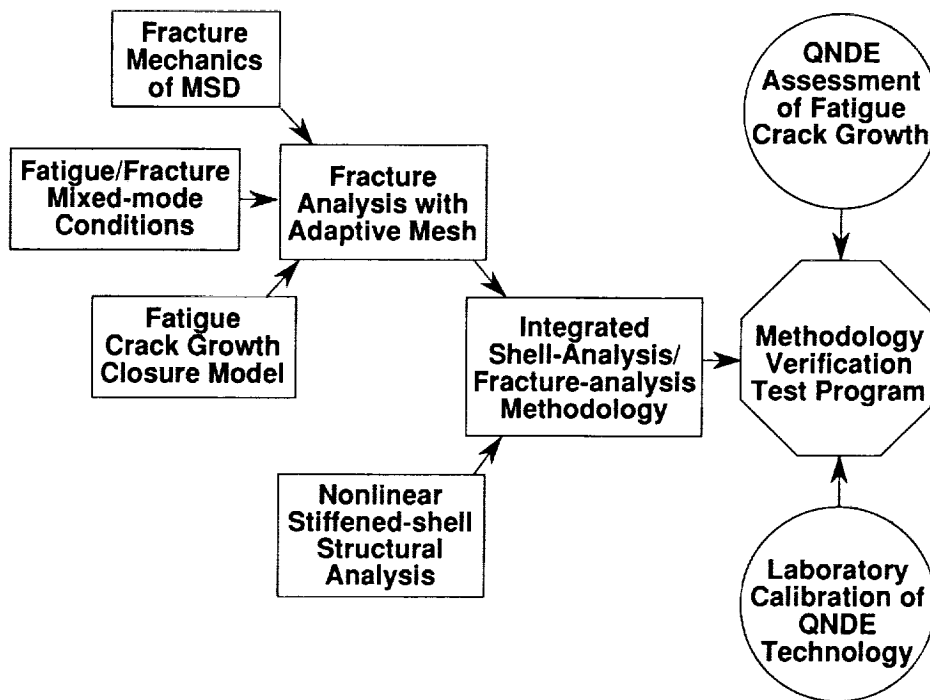 Fracture
Mechanics
of MSD
QNDE
Assessment
of Fatigue
Crack Growth
Fatigue/Fracture
Mixed-mode
Conditions
Fracture
Analysis with
Adaptive Mesh
Fatigue
Crack Growth
Closure Model
Integrated
Shell-Analysis/
Fracture-analysis
Methodology
Methodology
Verification
Test Program
Nonlinear
Stiffened-shell
Structural
Analysis
Laboratory
Calibration of
QNDE
Technology